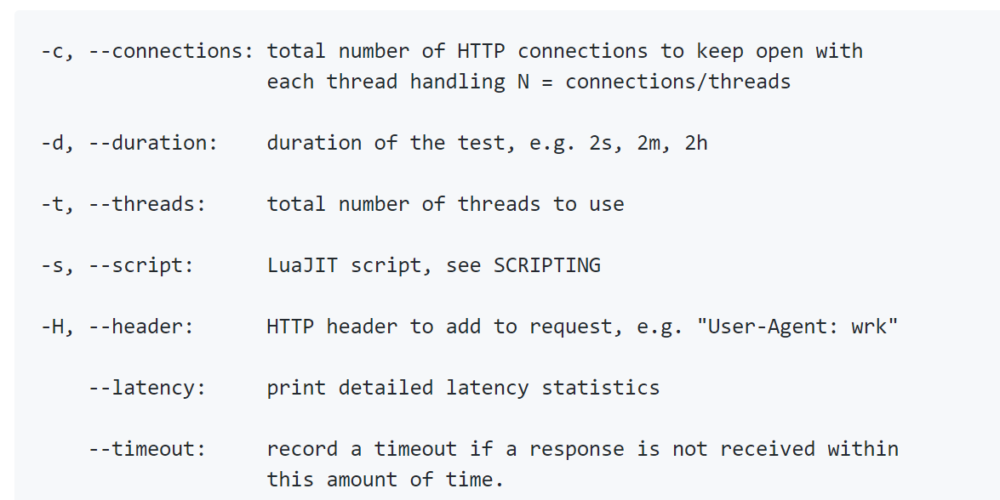 -c, --connections: total number of HTTP connections to keep open with
                   each thread handling N = connections/threads

-d, --duration:    duration of the test, e.g. 2s, 2m, 2h

-t, --threads:     total number of threads to use

-s, --script:      LuaJIT script, see SCRIPTING

-H, --header:      HTTP header to add to request, e.g. "User-Agent: wrk"

    --latency:     print detailed latency statistics

    --timeout:     record a timeout if a response is not received within
                   this amount of time.